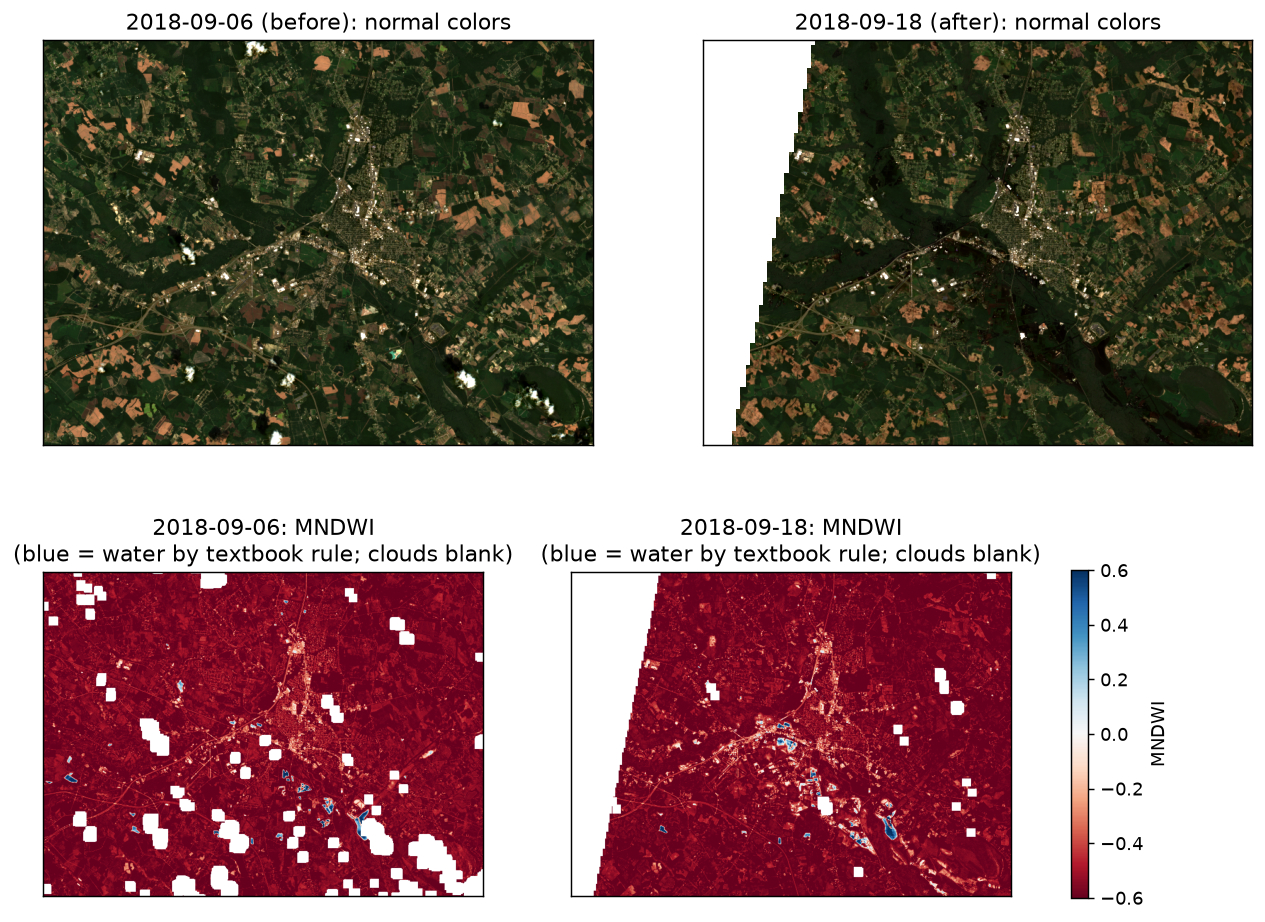 2018-09-06 (before): normal colors
2018-09-18 (after): normal colors
2018-09-06: MNDWI
(blue = water by textbook rule; clouds blank)
2018-09-18: MNDWI
(blue = water by textbook rule; clouds blank)
0.6
0.4
0.2
0.0
−0.2
−0.4
−0.6
MNDWI